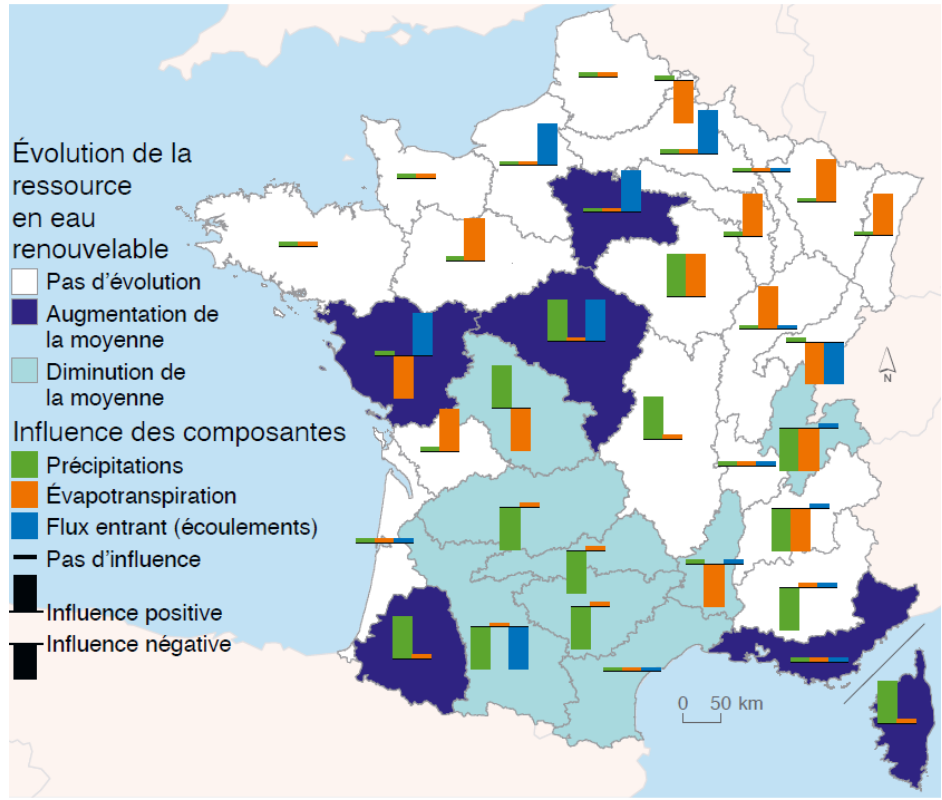 Évolution de la
ressource
en eau
renouvelable
Pas d'évolution
Augmentation de
la moyenne
Diminution de
la moyenne
Influence des composantes
Précipitations
Évapotranspiration
Flux entrant (écoulements)
Pas d'influence
Influence positive
Influence négative
N
0 50 km